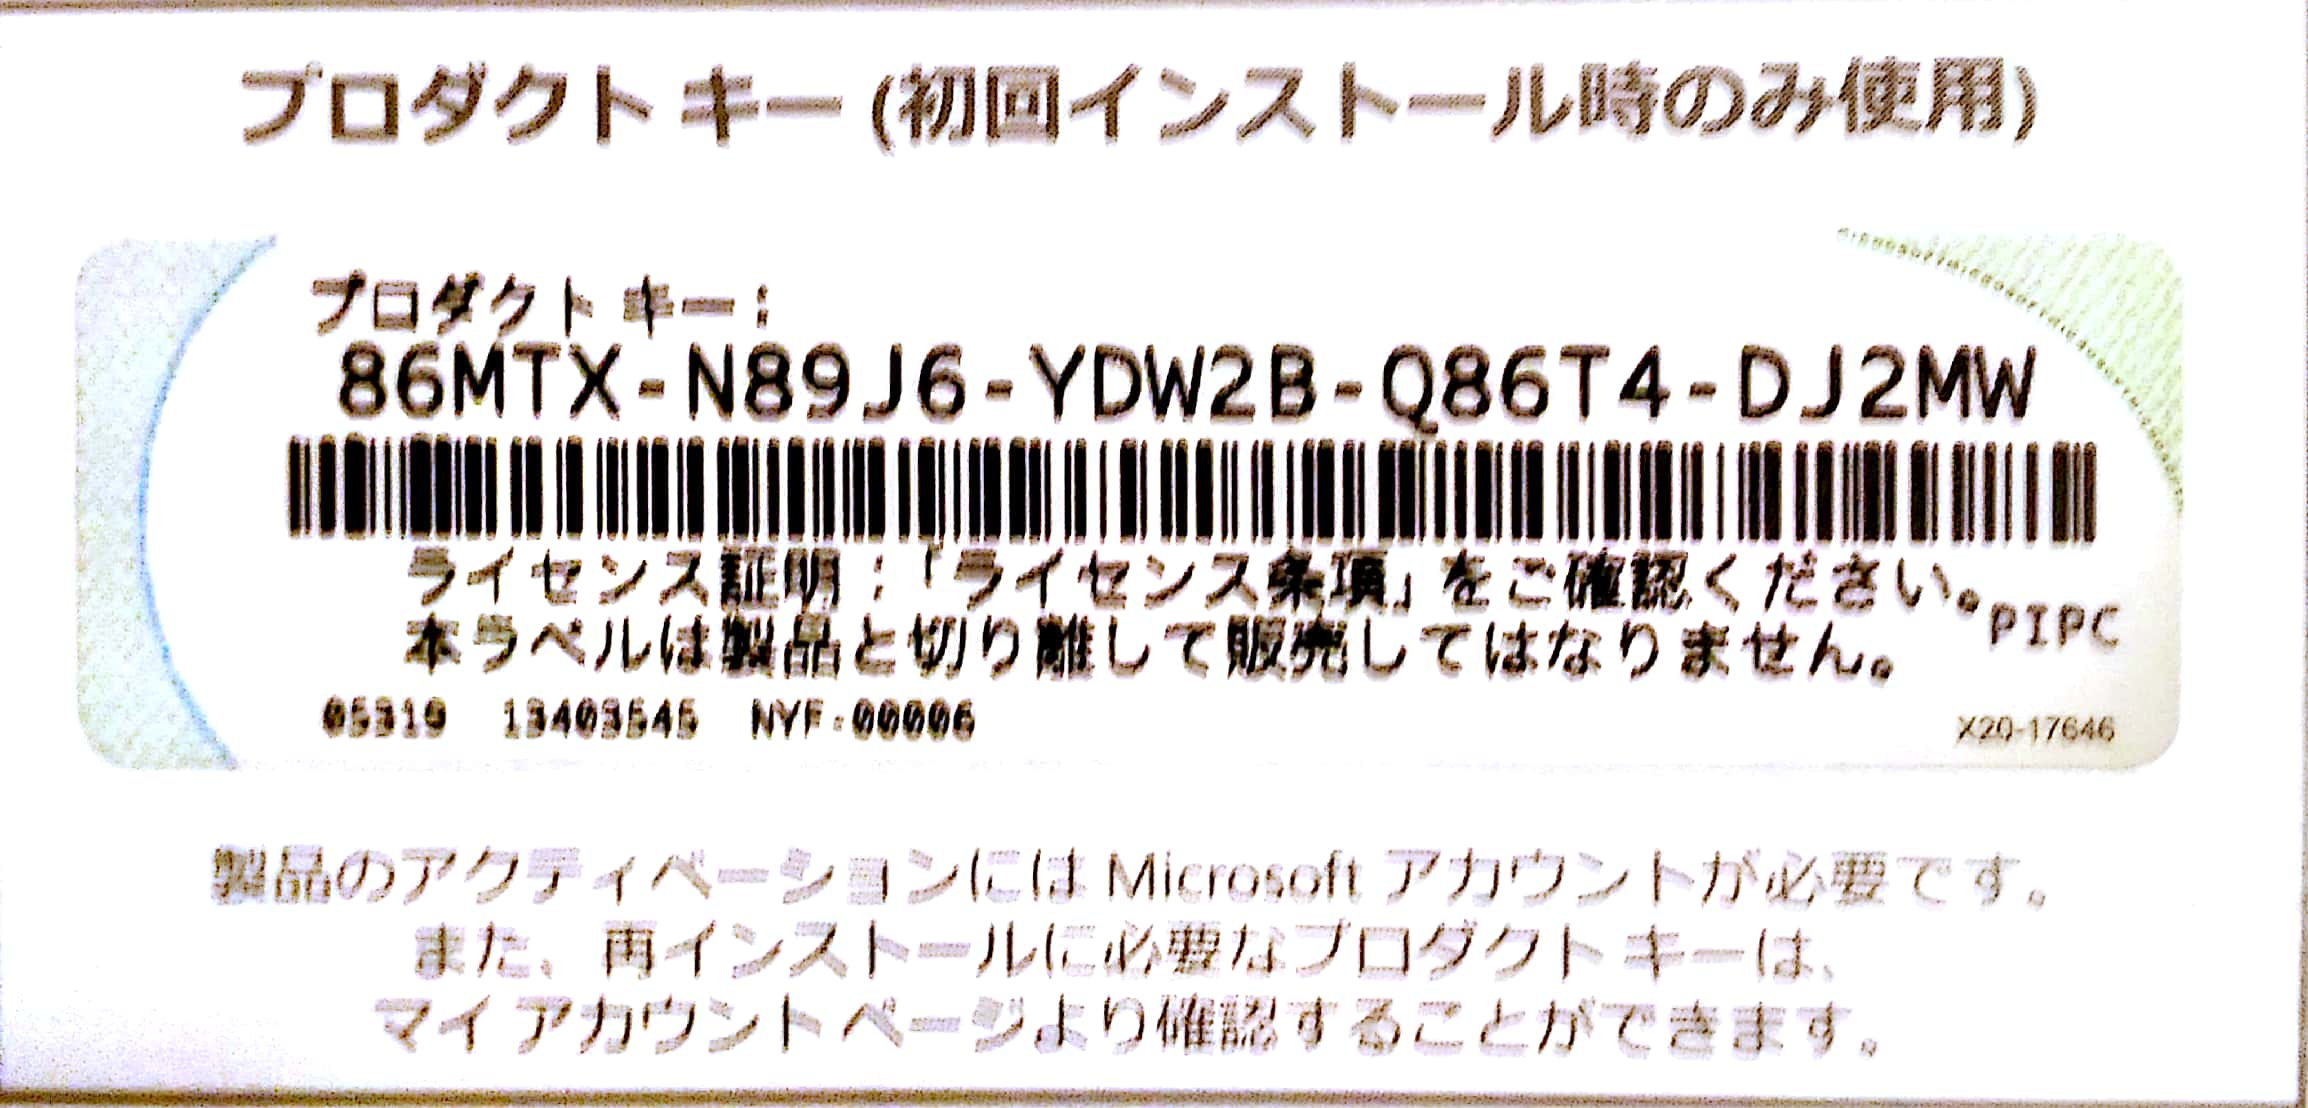 プロダクト キー (初回インストール時のみ使用)
プロダクト キー:
86MTX-N89J6-YDW2B-Q86T4-DJ2MW
ライセンス証明:「ライセンス条項」をご確認ください。
本ラベルは製品と切り離して販売してはなりません。
PIPC
05319 13403545 NYF-00006
X20-17646
製品のアクティベーションには Microsoft アカウントが必要です。
また、再インストールに必要なプロダクト キーは、
マイ アカウント ページより確認することができます。